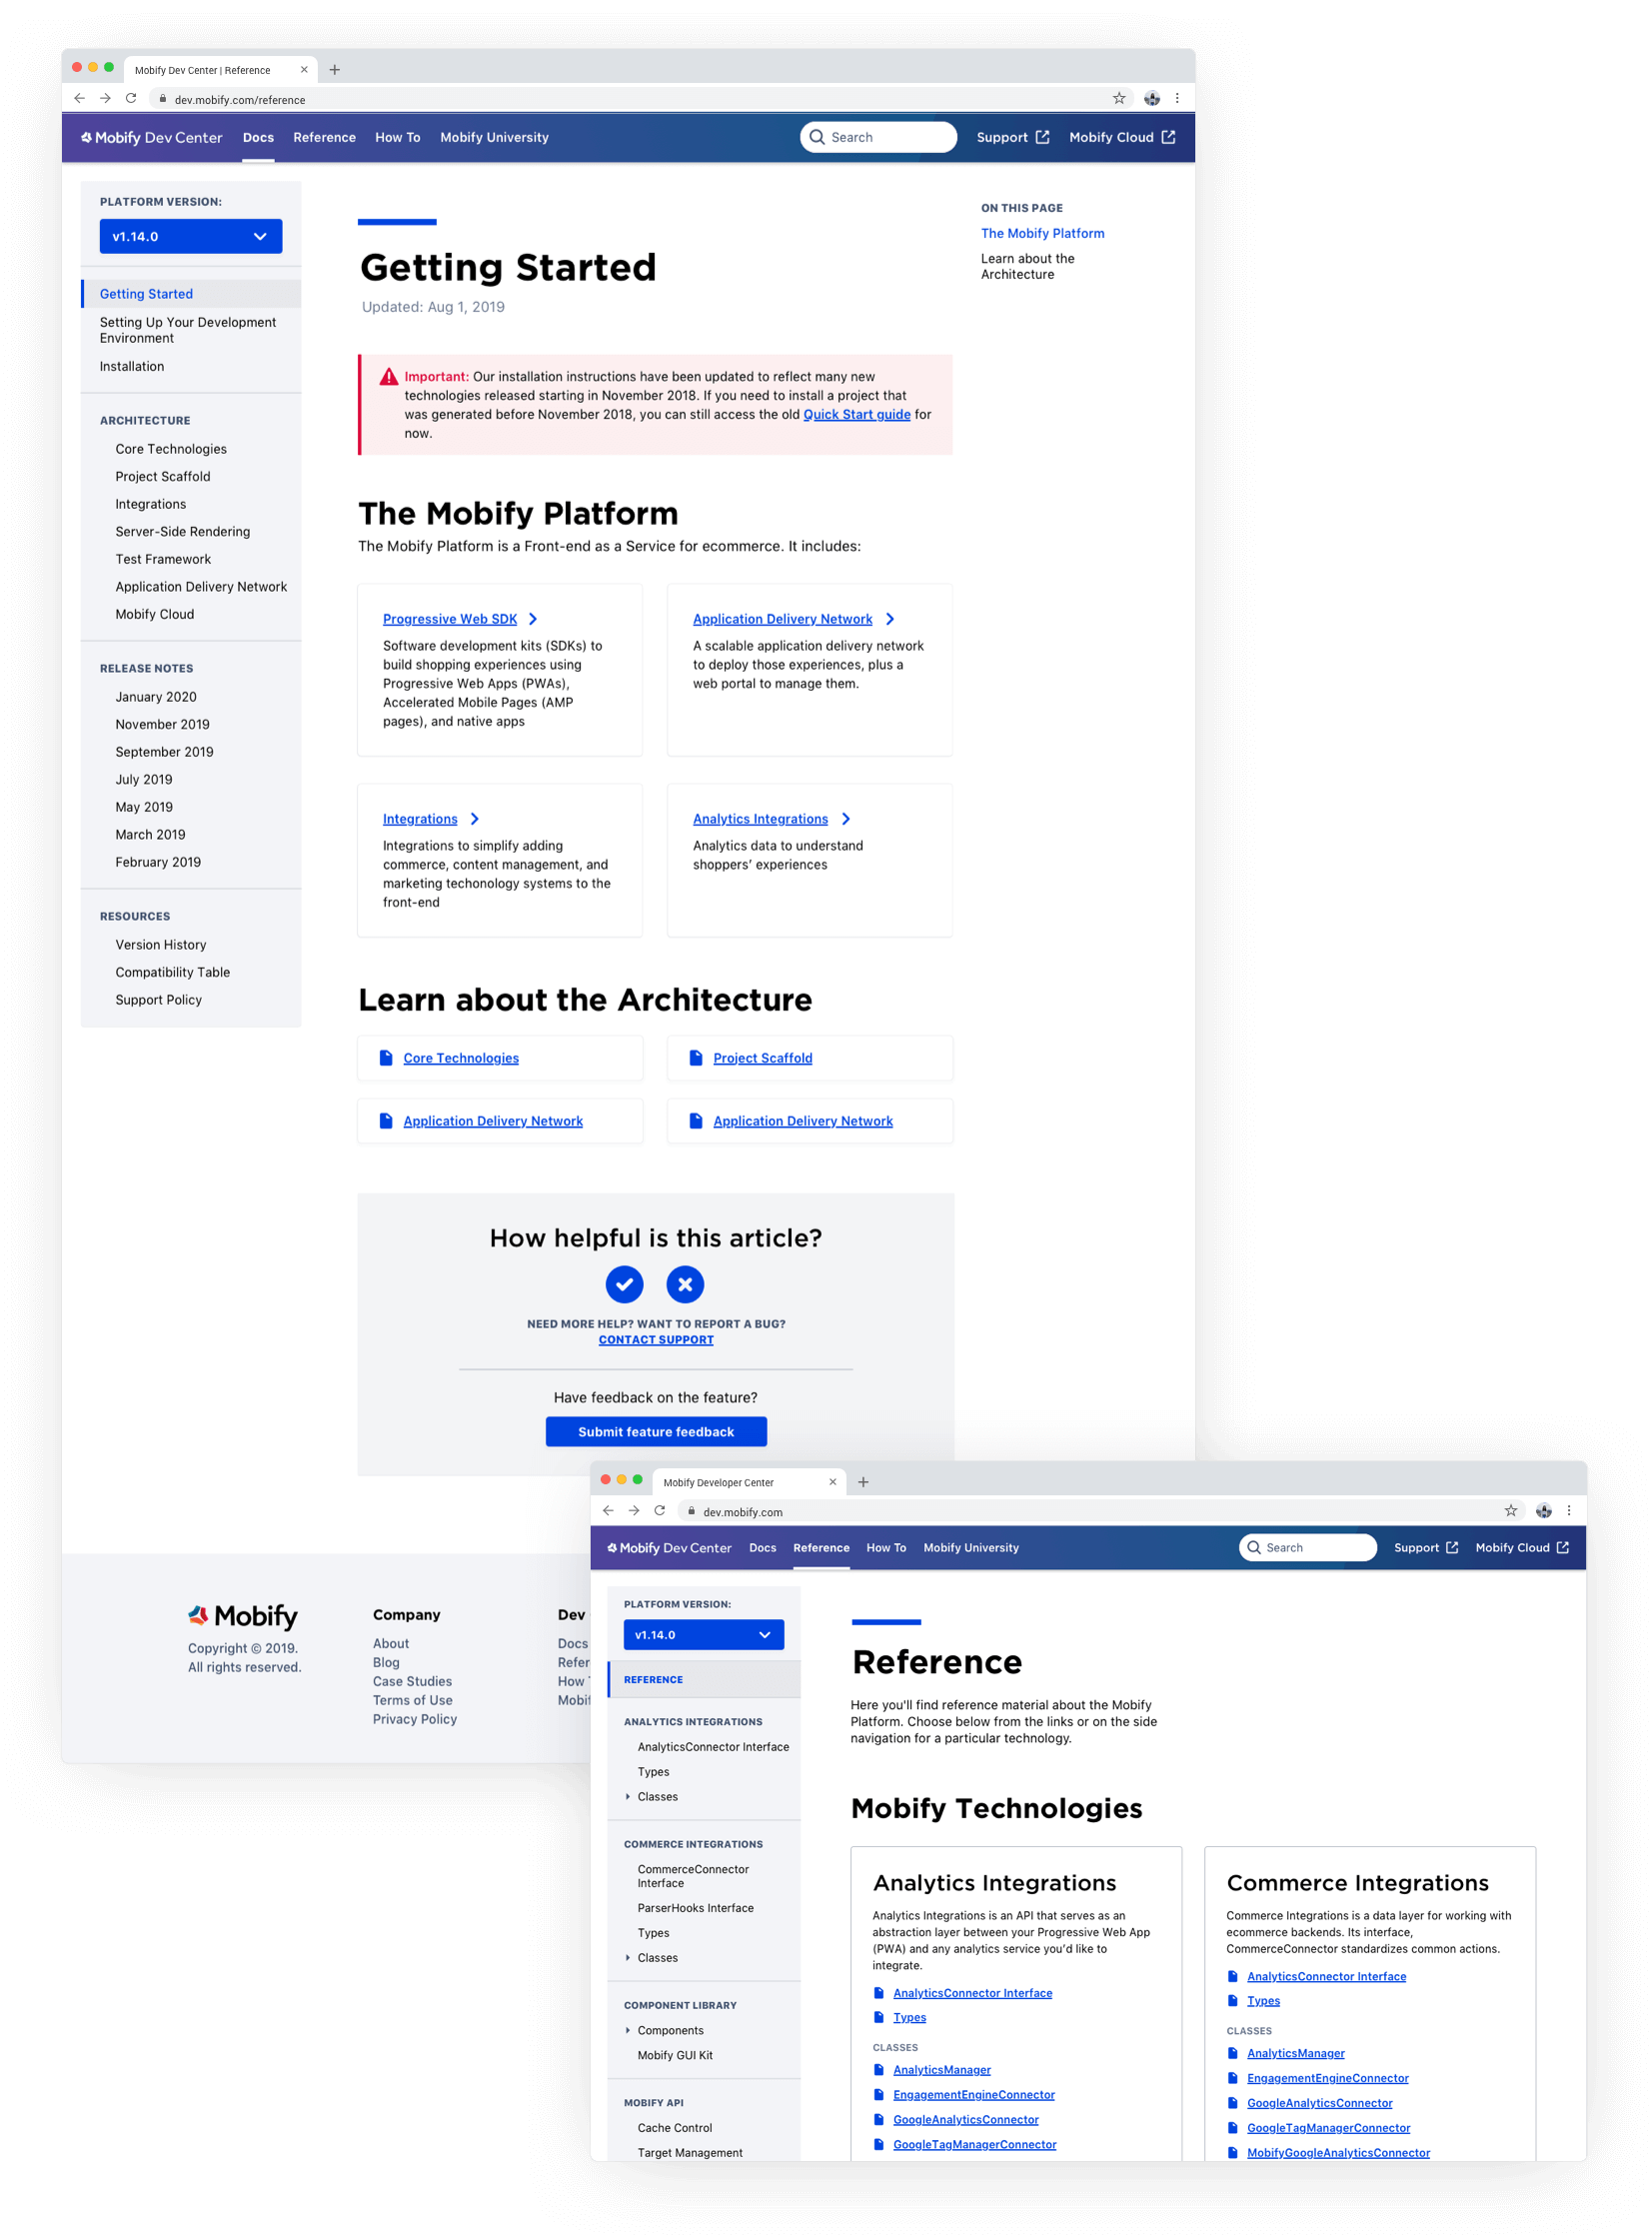 Mobify Dev Center | Reference
dev.mobify.com/reference
Mobify Dev Center Docs Reference How To Mobify University Search Support Mobify Cloud
PLATFORM VERSION:
v1.14.0
Getting Started
Setting Up Your Development
Environment
Installation
ARCHITECTURE
Core Technologies
Project Scaffold
Integrations
Server-Side Rendering
Test Framework
Application Delivery Network
Mobify Cloud
RELEASE NOTES
January 2020
November 2019
September 2019
July 2019
May 2019
March 2019
February 2019
RESOURCES
Version History
Compatibility Table
Support Policy
Getting Started
Updated: Aug 1, 2019
Important: Our installation instructions have been updated to reflect many new
technologies released starting in November 2018. If you need to install a project that
was generated before November 2018, you can still access the old Quick Start guide for
now.
The Mobify Platform
The Mobify Platform is a Front-end as a Service for ecommerce. It includes:
Progressive Web SDK
Software development kits (SDKs) to
build shopping experiences using
Progressive Web Apps (PWAs),
Accelerated Mobile Pages (AMP
pages), and native apps
Application Delivery Network
A scalable application delivery network
to deploy those experiences, plus a
web portal to manage them.
Integrations
Integrations to simplify adding
commerce, content management, and
marketing techonology systems to the
front-end
Analytics Integrations
Analytics data to understand
shoppers’ experiences
Learn about the Architecture
Core Technologies
Project Scaffold
Application Delivery Network
Application Delivery Network
How helpful is this article?
NEED MORE HELP? WANT TO REPORT A BUG?
CONTACT SUPPORT
Have feedback on the feature?
Submit feature feedback
ON THIS PAGE
The Mobify Platform
Learn about the
Architecture
Mobify
Copyright © 2019.
All rights reserved.
Company
About
Blog
Case Studies
Terms of Use
Privacy Policy
Dev
Docs
Refer
How
Mobif
Mobify Developer Center
dev.mobify.com
Mobify Dev Center Docs Reference How To Mobify University Search Support Mobify Cloud
PLATFORM VERSION:
v1.14.0
REFERENCE
ANALYTICS INTEGRATIONS
AnalyticsConnector Interface
Types
Classes
COMMERCE INTEGRATIONS
CommerceConnector
Interface
ParserHooks Interface
Types
Classes
COMPONENT LIBRARY
Components
Mobify GUI Kit
MOBIFY API
Cache Control
Target Management
Reference
Here you'll find reference material about the Mobify
Platform. Choose below from the links or on the side
navigation for a particular technology.
Mobify Technologies
Analytics Integrations
Analytics Integrations is an API that serves as an
abstraction layer between your Progressive Web App
(PWA) and any analytics service you’d like to
integrate.
AnalyticsConnector Interface
Types
CLASSES
AnalyticsManager
EngagementEngineConnector
GoogleAnalyticsConnector
GoogleTagManagerConnector
Commerce Integrations
Commerce Integrations is a data layer for working with
ecommerce backends. Its interface,
CommerceConnector standardizes common actions.
AnalyticsConnector Interface
Types
CLASSES
AnalyticsManager
EngagementEngineConnector
GoogleAnalyticsConnector
GoogleTagManagerConnector
MobifyGoogleAnalyticsConnector